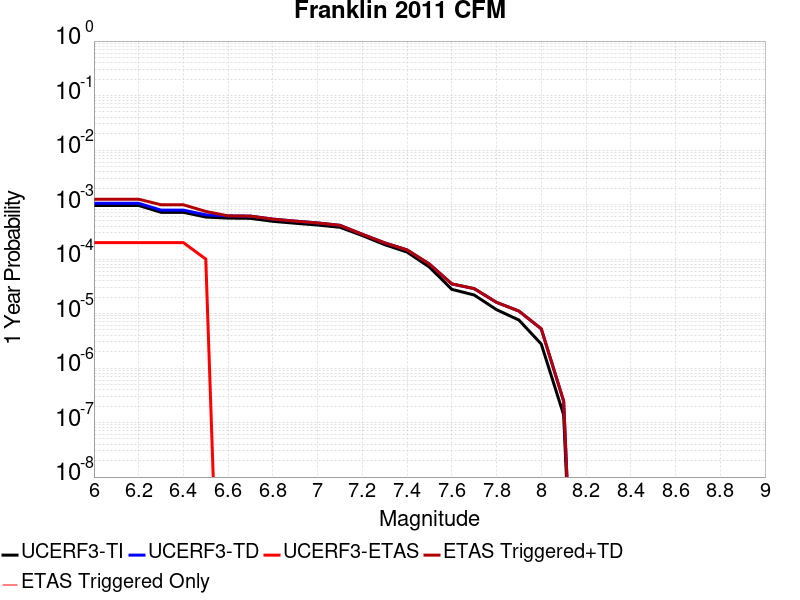 Franklin 2011 CFM
10^0
10^-1
10^-2
10^-3
10^-4
10^-5
10^-6
10^-7
10^-8
1 Year Probability
6 6.2 6.4 6.6 6.8 7 7.2 7.4 7.6 7.8 8 8.2 8.4 8.6 8.8 9
Magnitude
UCERF3-TI UCERF3-TD UCERF3-ETAS ETAS Triggered+TD
ETAS Triggered Only